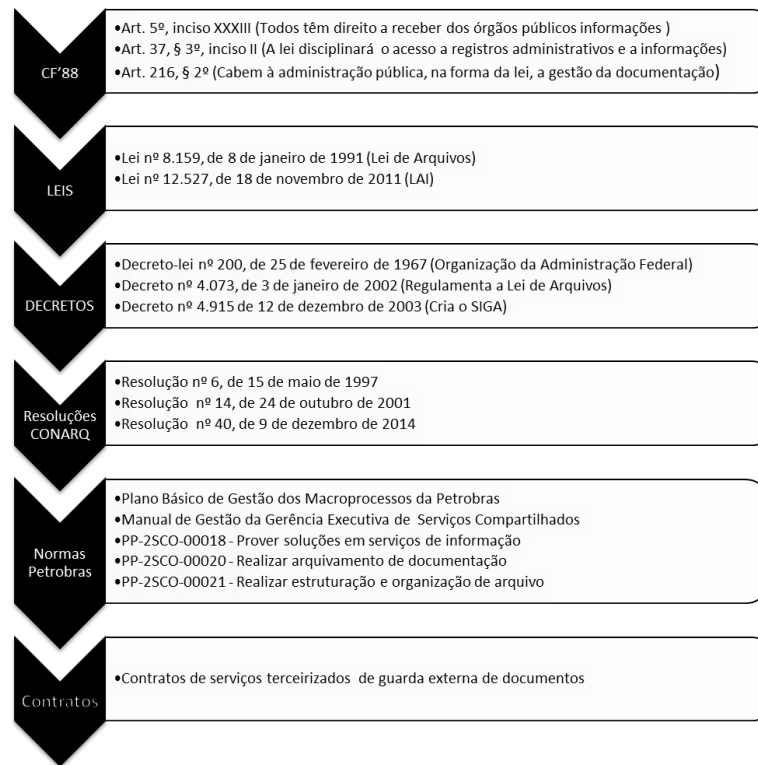 CF'88
•Art. 5º, inciso XXXIII (Todos têm direito a receber dos órgãos públicos informações )
•Art. 37, § 3º, inciso II (A lei disciplinará o acesso a registros administrativos e a informações)
•Art. 216, § 2º (Cabem à administração pública, na forma da lei, a gestão da documentação)
LEIS
•Lei nº 8.159, de 8 de janeiro de 1991 (Lei de Arquivos)
•Lei nº 12.527, de 18 de novembro de 2011 (LAI)
DECRETOS
•Decreto-lei nº 200, de 25 de fevereiro de 1967 (Organização da Administração Federal)
•Decreto nº 4.073, de 3 de janeiro de 2002 (Regulamenta a Lei de Arquivos)
•Decreto nº 4.915 de 12 de dezembro de 2003 (Cria o SIGA)
Resoluções
CONARQ
•Resolução nº 6, de 15 de maio de 1997
•Resolução nº 14, de 24 de outubro de 2001
•Resolução nº 40, de 9 de dezembro de 2014
Normas
Petrobras
•Plano Básico de Gestão dos Macroprocessos da Petrobras
•Manual de Gestão da Gerência Executiva de Serviços Compartilhados
•PP-2SCO-00018 - Prover soluções em serviços de informação
•PP-2SCO-00020 - Realizar arquivamento de documentação
•PP-2SCO-00021 - Realizar estruturação e organização de arquivo
Contratos
•Contratos de serviços terceirizados de guarda externa de documentos